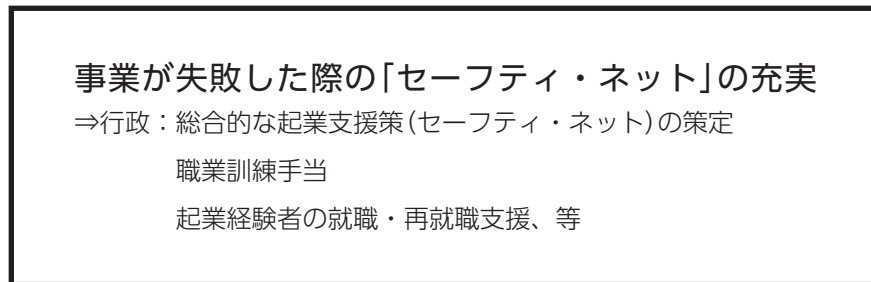 事業が失敗した際の「セーフティ・ネット」の充実
⇒行政：総合的な起業支援策（セーフティ・ネット）の策定
職業訓練手当
起業経験者の就職・再就職支援、等